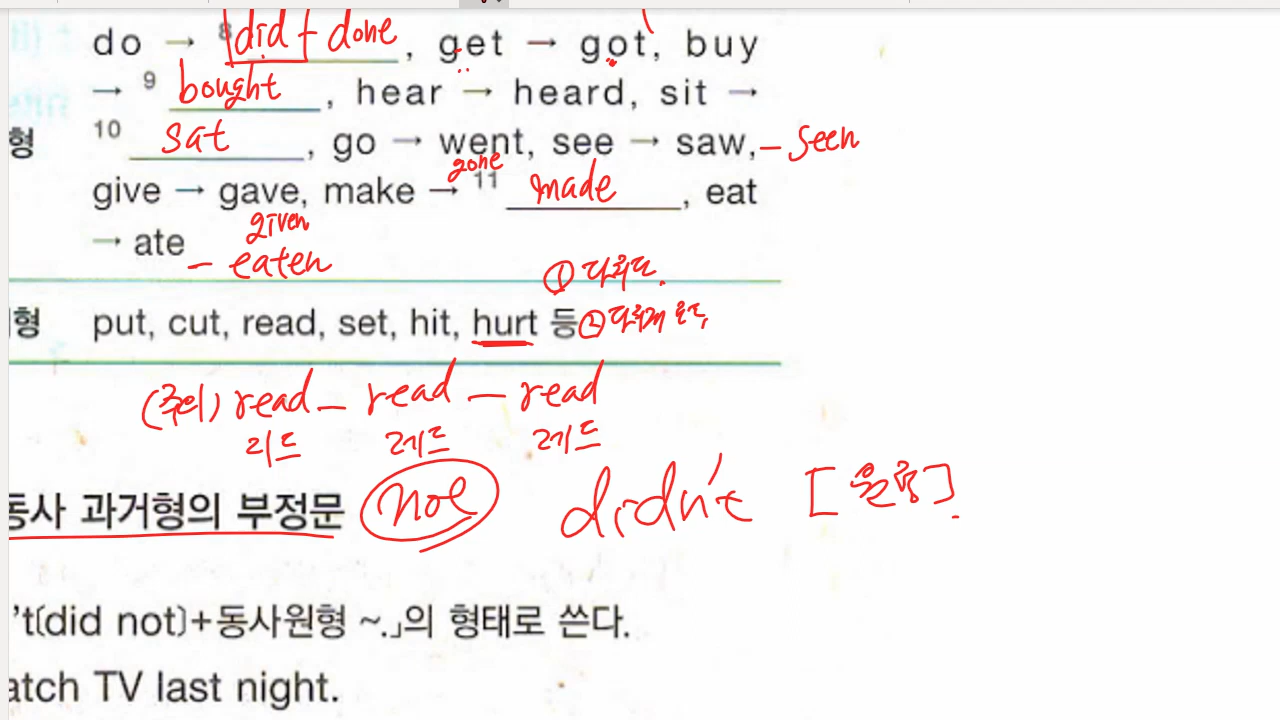 do → 8 did - done, get → got, buy
→ 9 bought, hear → heard, sit →
형 10 sat, go → went, see → saw, - seen
gone
give → gave, make → 11 made, eat
given
→ ate - eaten
① 다치다.
형 put, cut, read, set, hit, hurt 등 ② 다치게 하다
(주의) read - read - read
리드 레드 레드
동사 과거형의 부정문 not didn't [원형]
't(did not)+동사원형 ~.」의 형태로 쓴다.
atch TV last night.